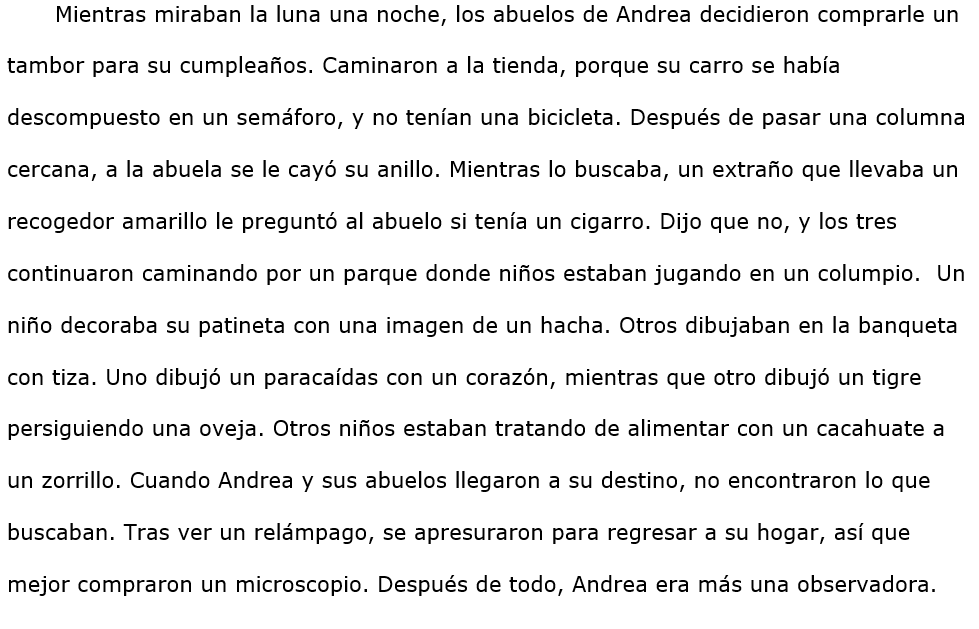 Mientras miraban la luna una noche, los abuelos de Andrea decidieron comprarle un
tambor para su cumpleaños. Caminaron a la tienda, porque su carro se había
descompuesto en un semáforo, y no tenían una bicicleta. Después de pasar una columna
cercana, a la abuela se le cayó su anillo. Mientras lo buscaba, un extraño que llevaba un
recogedor amarillo le preguntó al abuelo si tenía un cigarro. Dijo que no, y los tres
continuaron caminando por un parque donde niños estaban jugando en un columpio.  Un
niño decoraba su patineta con una imagen de un hacha. Otros dibujaban en la banqueta
con tiza. Uno dibujó un paracaídas con un corazón, mientras que otro dibujó un tigre
persiguiendo una oveja. Otros niños estaban tratando de alimentar con un cacahuate a
un zorrillo. Cuando Andrea y sus abuelos llegaron a su destino, no encontraron lo que
buscaban. Tras ver un relámpago, se apresuraron para regresar a su hogar, así que
mejor compraron un microscopio. Después de todo, Andrea era más una observadora.